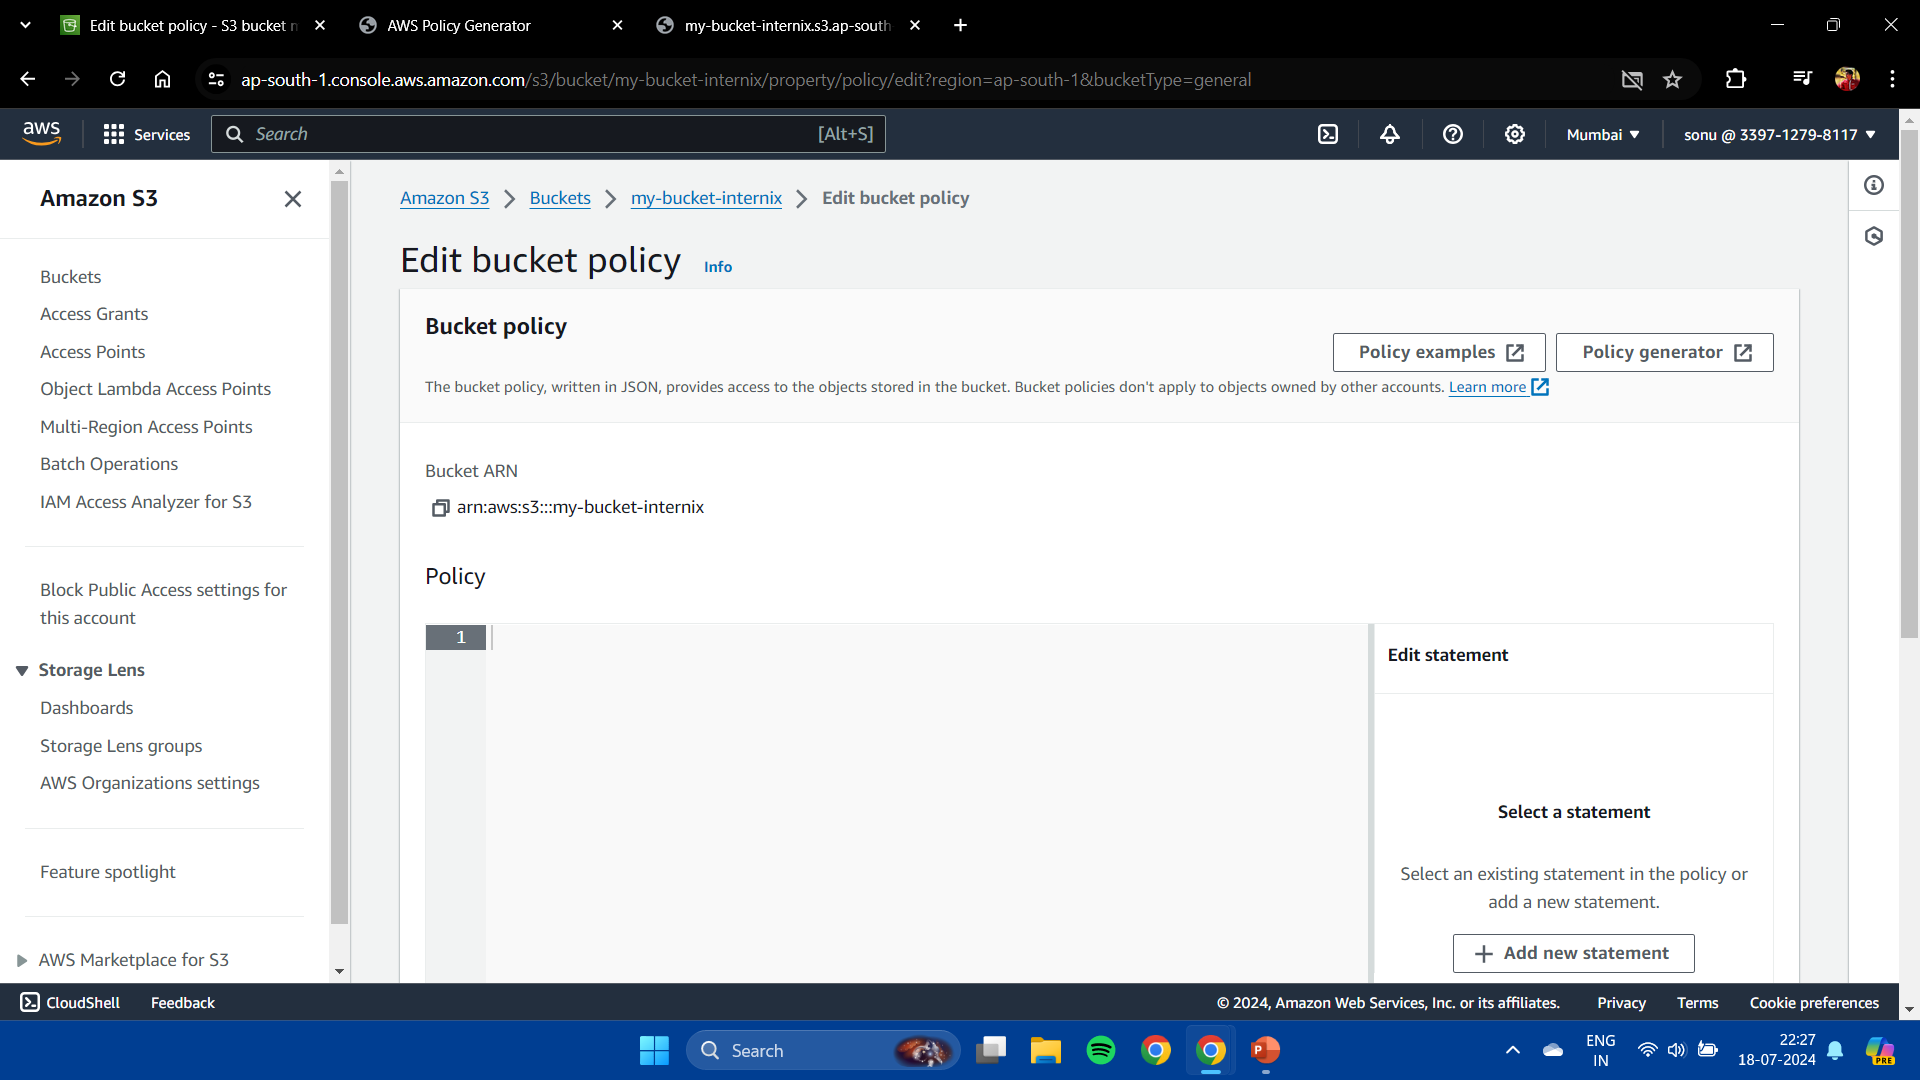 Edit bucket policy - S3 bucket m
AWS Policy Generator
my-bucket-internix.s3.ap-south
ap-south-1.console.aws.amazon.com/s3/bucket/my-bucket-internix/property/policy/edit?region=ap-south-1&bucketType=general
aws
Services
Search
[Alt+S]
Mumbai
sonu @ 3397-1279-8117
Amazon S3
Buckets
Access Grants
Access Points
Object Lambda Access Points
Multi-Region Access Points
Batch Operations
IAM Access Analyzer for S3
Block Public Access settings for
this account
Storage Lens
Dashboards
Storage Lens groups
AWS Organizations settings
Feature spotlight
AWS Marketplace for S3
Amazon S3
Buckets
my-bucket-internix
Edit bucket policy
Edit bucket policy
Info
Bucket policy
Policy examples
Policy generator
The bucket policy, written in JSON, provides access to the objects stored in the bucket. Bucket policies don't apply to objects owned by other accounts. Learn more
Bucket ARN
arn:aws:s3:::my-bucket-internix
Policy
1
Edit statement
Select a statement
Select an existing statement in the policy or
add a new statement.
Add new statement
CloudShell
Feedback
© 2024, Amazon Web Services, Inc. or its affiliates.
Privacy
Terms
Cookie preferences
Search
P
ENG
IN
22:27
18-07-2024
PRE